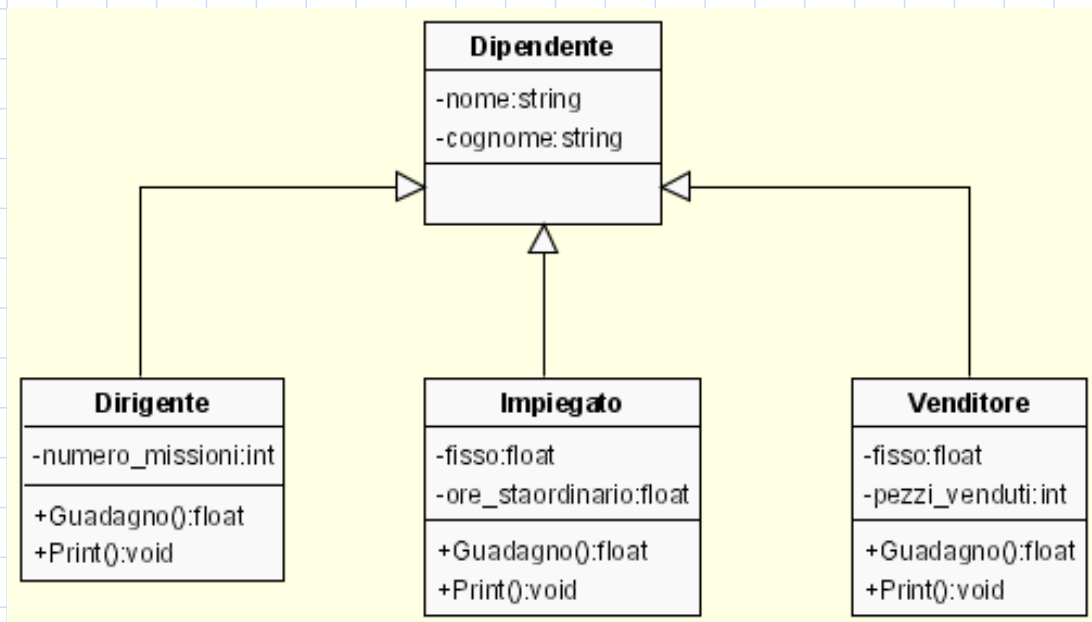 Dipendente
-nome:string
-cognome:string
Dirigente
-numero_missioni:int
+Guadagno():float
+Print():void
Impiegato
-fisso:float
-ore_staordinario:float
+Guadagno():float
+Print():void
Venditore
-fisso:float
-pezzi_venduti:int
+Guadagno():float
+Print():void